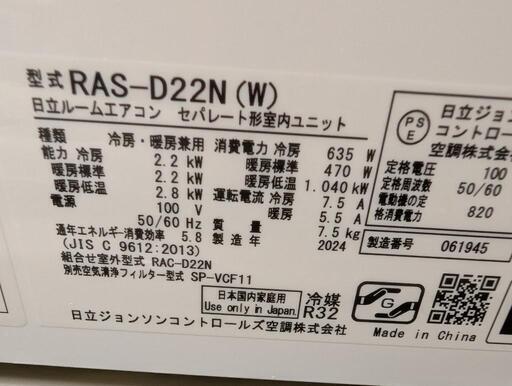 型式 RAS-D22N (W)
日立ルームエアコン セパレート形室内ユニット
種類 冷房・暖房兼用
能力 冷房 2.2 kW
暖房標準 2.2 kW
暖房低温 2.8 kW
電源 100 V
50/60 Hz
通年エネルギー消費効率 5.8
(JIS C 9612:2013)
消費電力 冷房 635 W
暖房標準 470 W
暖房低温 1.040 kW
運転電流 冷房 7.5 A
暖房 5.5 A
質量 7.5 kg
製造年 2024
組合せ室外型式 RAC-D22N
別売空気清浄フィルター型式 SP-VCF11
日本国内家庭用
Use only in Japan
冷媒
R32
日立ジョンソンコントロールズ空調株式会社
PS
E
日立ジョン
コントロール
空調株式会
定格電圧 100
定格周波数 50/60
電動機の定
格消費電力 820
製造番号 061945
G
Made in China